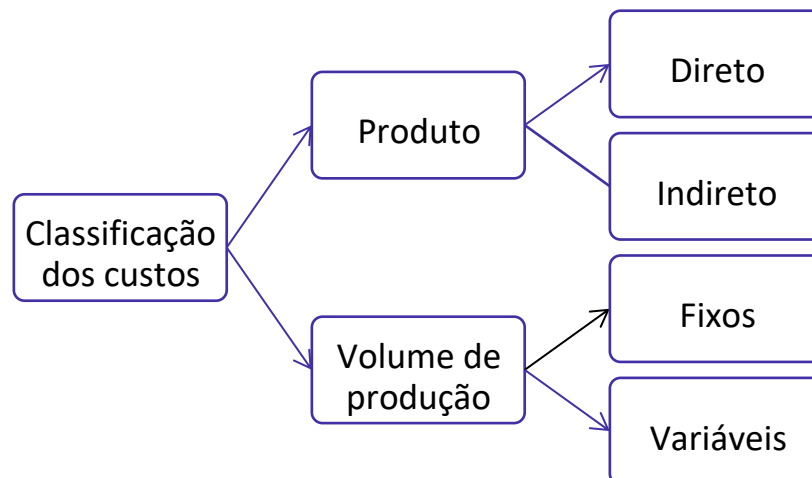 Classificação
dos custos
Produto
Direto
Indireto
Volume de
produção
Fixos
Variáveis